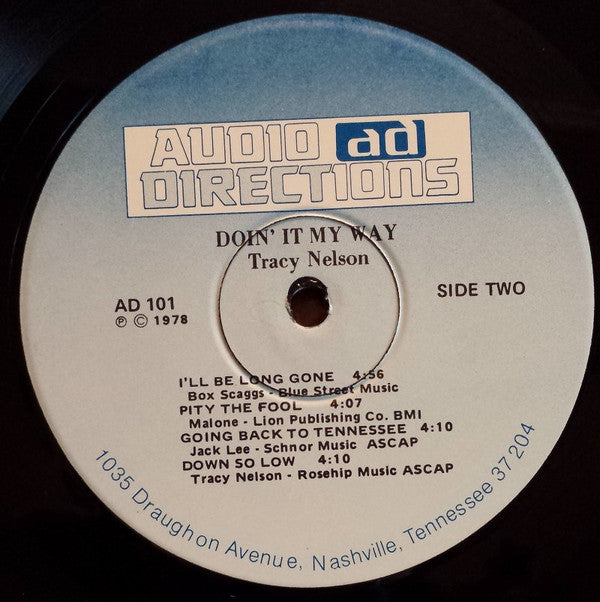 AUDIO ad
DIRECTIONS
DOIN' IT MY WAY
Tracy Nelson
AD 101
Ⓟ © 1978
SIDE TWO
I'LL BE LONG GONE 4:56
Box Scaggs - Blue Street Music
PITY THE FOOL 4:07
Malone - Lion Publishing Co. BMI
GOING BACK TO TENNESSEE 4:10
Jack Lee - Schnor Music ASCAP
DOWN SO LOW 4:10
Tracy Nelson - Rosehip Music ASCAP
1035 Draughon Avenue, Nashville, Tennessee 37204